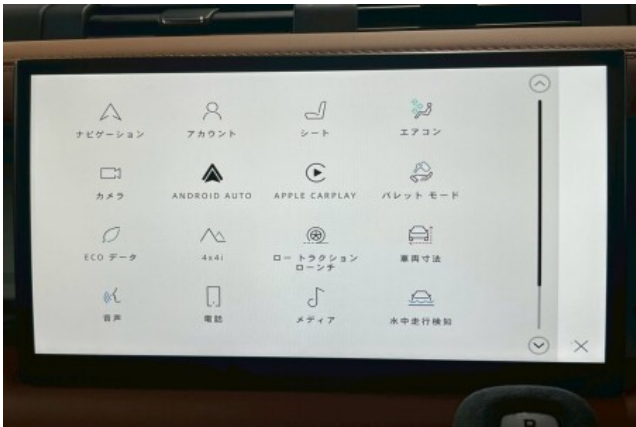 ナビゲーション
アカウント
シート
エアコン
カメラ
ANDROID AUTO
APPLE CARPLAY
バレット モード
ECO データ
4x4i
ロー トラクション
ローンチ
車両寸法
音声
電話
メディア
水中走行検知